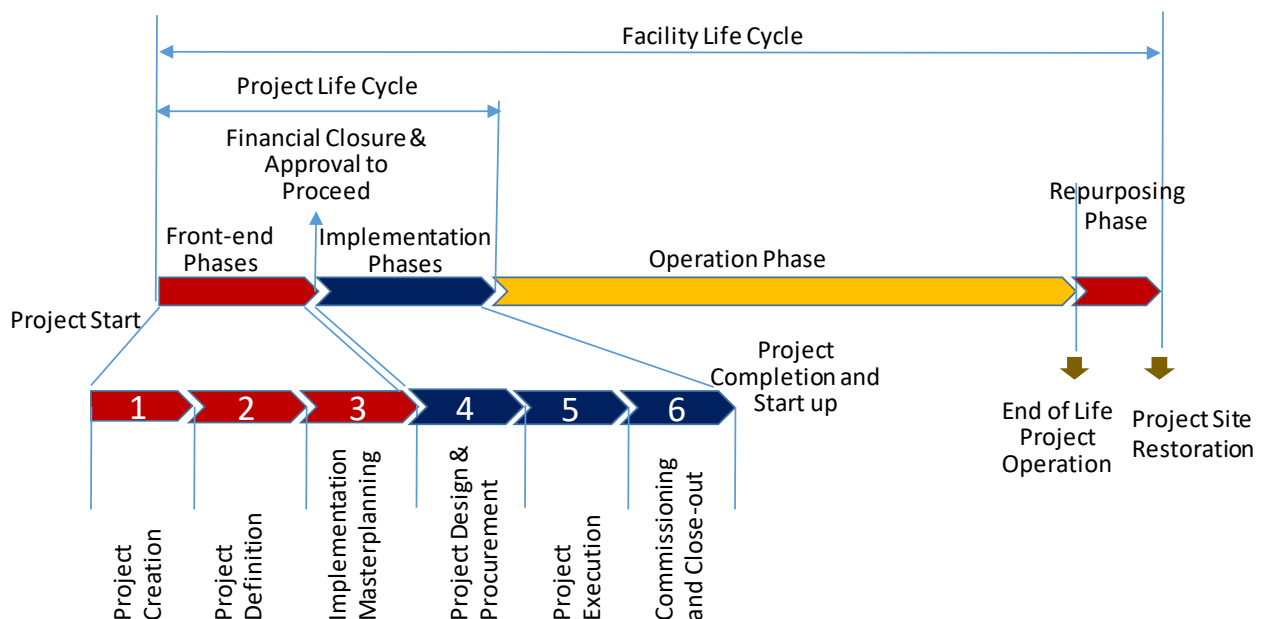 Facility Life Cycle
Project Life Cycle
Financial Closure &
Approval to
Proceed
Repurposing
Phase
Front-end
Phases
Implementation
Phases
Operation Phase
Project Start
Project
Completion and
Start up
1
2
3
4
5
6
End of Life
Project
Operation
Project Site
Restoration
Project
Creation
Project
Definition
Implementation
Masterplanning
Project Design &
Procurement
Project
Execution
Commissioning
and Close-out